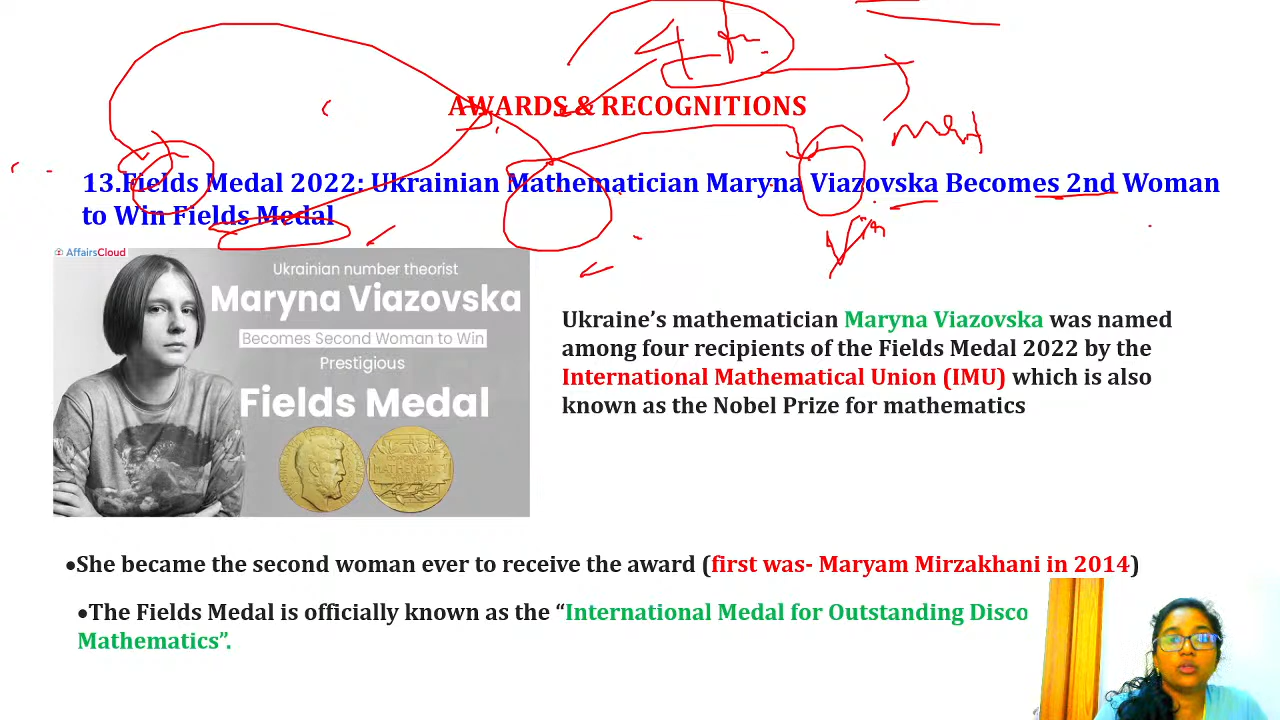 AWARDS & RECOGNITIONS
13.Fields Medal 2022: Ukrainian Mathematician Maryna Viazovska Becomes 2nd Woman
to Win Fields Medal
AffairsCloud
Ukrainian number theorist
Maryna Viazovska
Becomes Second Woman to Win
Prestigious
Fields Medal
Ukraine’s mathematician Maryna Viazovska was named
among four recipients of the Fields Medal 2022 by the
International Mathematical Union (IMU) which is also
known as the Nobel Prize for mathematics
•She became the second woman ever to receive the award (first was- Maryam Mirzakhani in 2014)
•The Fields Medal is officially known as the “International Medal for Outstanding Disco
Mathematics”.